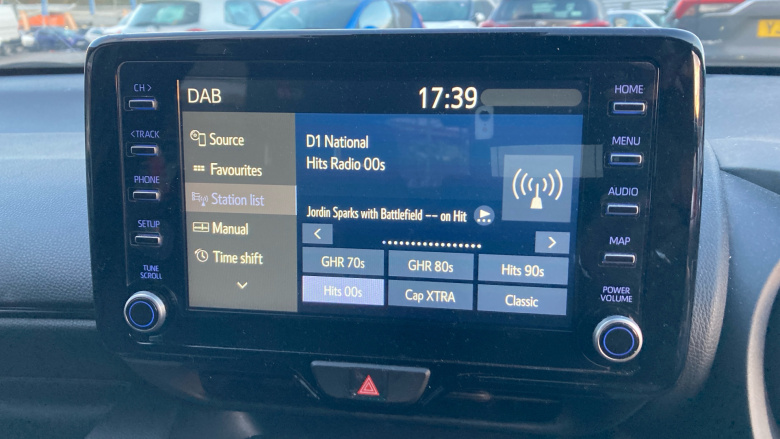 CH >
< TRACK
PHONE
SETUP
TUNE
SCROLL
DAB
17:39
Source
Favourites
Station list
Manual
Time shift
D1 National
Hits Radio 00s
Jordin Sparks with Battlefield -- on Hit
<
>
GHR 70s
GHR 80s
Hits 90s
Hits 00s
Cap XTRA
Classic
HOME
MENU
AUDIO
MAP
POWER
VOLUME